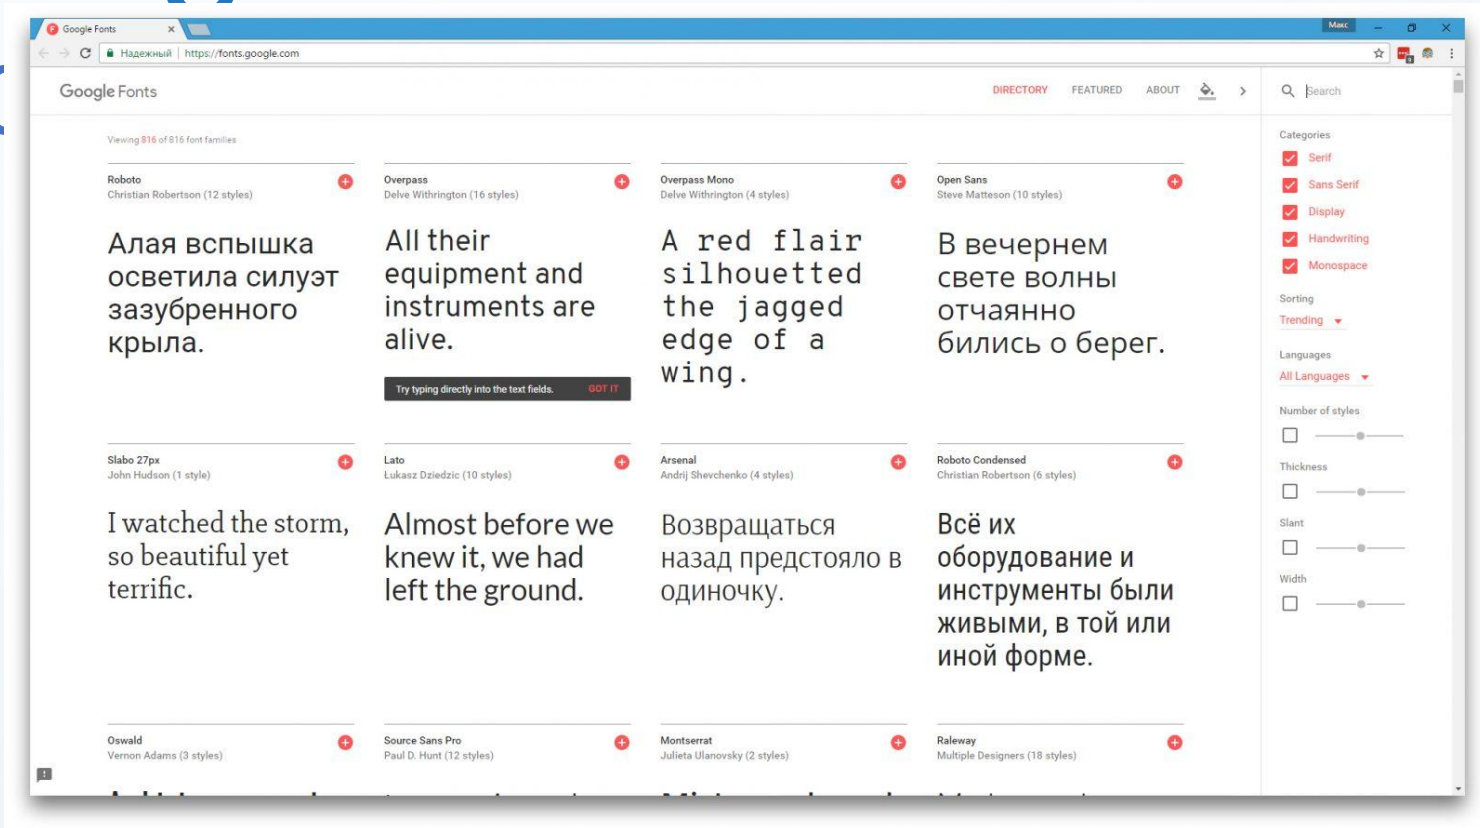 Google Fonts
Макс
Надежный | https://fonts.google.com
Google Fonts
DIRECTORY
FEATURED
ABOUT
Search
Viewing 816 of 816 font families
Roboto
Christian Robertson (12 styles)
Алая вспышка
осветила силуэт
зазубренного
крыла.
Overpass
Delve Withrington (16 styles)
All their
equipment and
instruments are
alive.
Try typing directly into the text fields. GOT IT
Overpass Mono
Delve Withrington (4 styles)
A red flair
silhouetted
the jagged
edge of a
wing.
Open Sans
Steve Matteson (10 styles)
В вечернем
свете волны
отчаянно
бились о берег.
Slabo 27px
John Hudson (1 style)
I watched the storm,
so beautiful yet
terrific.
Lato
Łukasz Dziedzic (10 styles)
Almost before we
knew it, we had
left the ground.
Arsenal
Andrij Shevchenko (4 styles)
Возвращаться
назад предстояло в
одиночку.
Roboto Condensed
Christian Robertson (6 styles)
Всё их
оборудование и
инструменты были
живыми, в той или
иной форме.
Oswald
Vernon Adams (3 styles)
Source Sans Pro
Paul D. Hunt (12 styles)
Montserrat
Julieta Ulanovsky (2 styles)
Raleway
Multiple Designers (18 styles)
Categories
Serif
Sans Serif
Display
Handwriting
Monospace
Sorting
Trending
Languages
All Languages
Number of styles
Thickness
Slant
Width